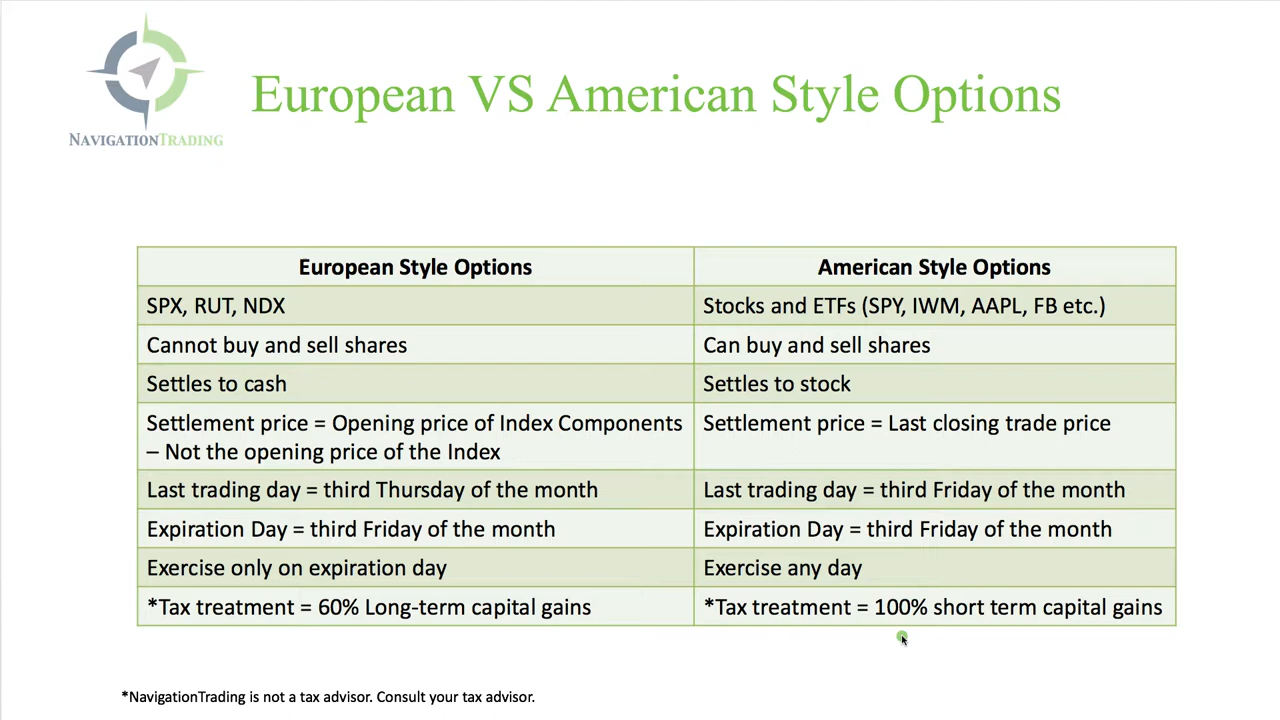 NAVIGATIONTRADING
European VS American Style Options
European Style Options
American Style Options
SPX, RUT, NDX
Stocks and ETFs (SPY, IWM, AAPL, FB etc.)
Cannot buy and sell shares
Can buy and sell shares
Settles to cash
Settles to stock
Settlement price = Opening price of Index Components
– Not the opening price of the Index
Settlement price = Last closing trade price
Last trading day = third Thursday of the month
Last trading day = third Friday of the month
Expiration Day = third Friday of the month
Expiration Day = third Friday of the month
Exercise only on expiration day
Exercise any day
*Tax treatment = 60% Long-term capital gains
*Tax treatment = 100% short term capital gains
*NavigationTrading is not a tax advisor. Consult your tax advisor.